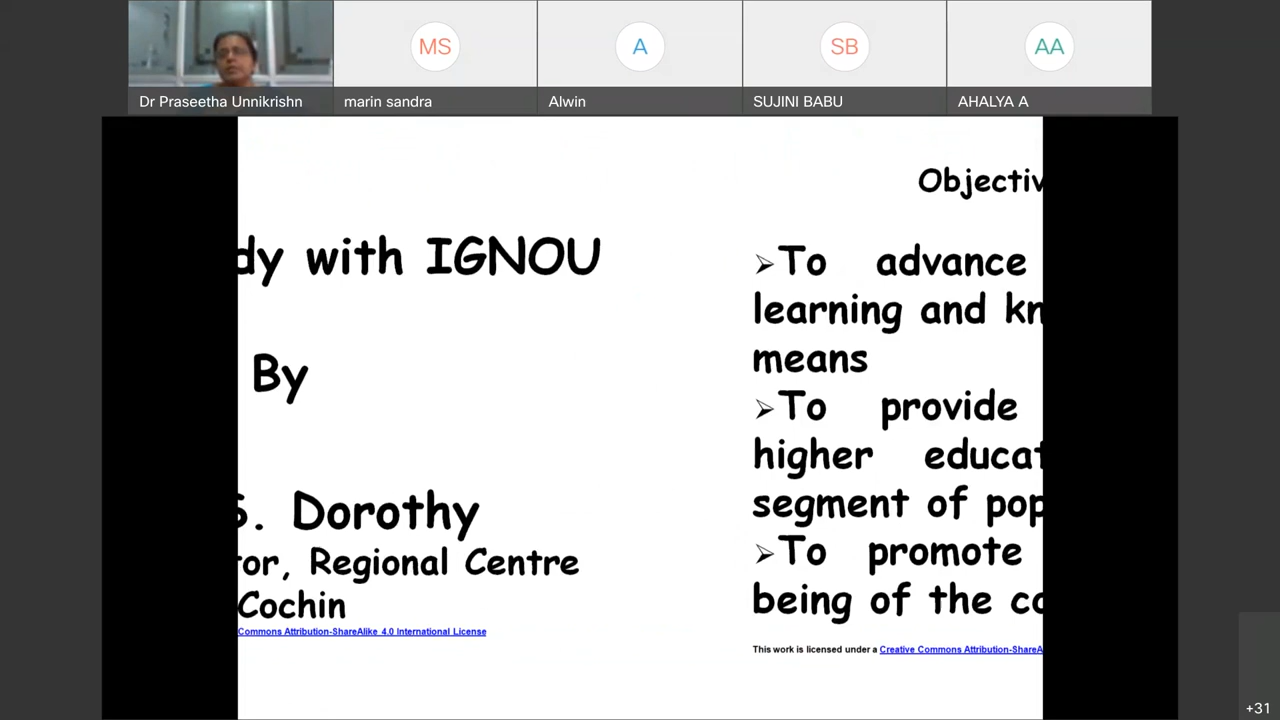 MS
A
SB
AA
Dr Praseetha Unnikrishn
marin sandra
Alwin
SUJINI BABU
AHALYA A
dy with IGNOU
By
S. Dorothy
tor, Regional Centre
Cochin
Commons Attribution-ShareAlike 4.0 International License
Objectiv
➢To advance
learning and kn
means
➢To provide
higher educat
segment of pop
➢To promote
being of the co
This work is licensed under a Creative Commons Attribution-ShareA
+31